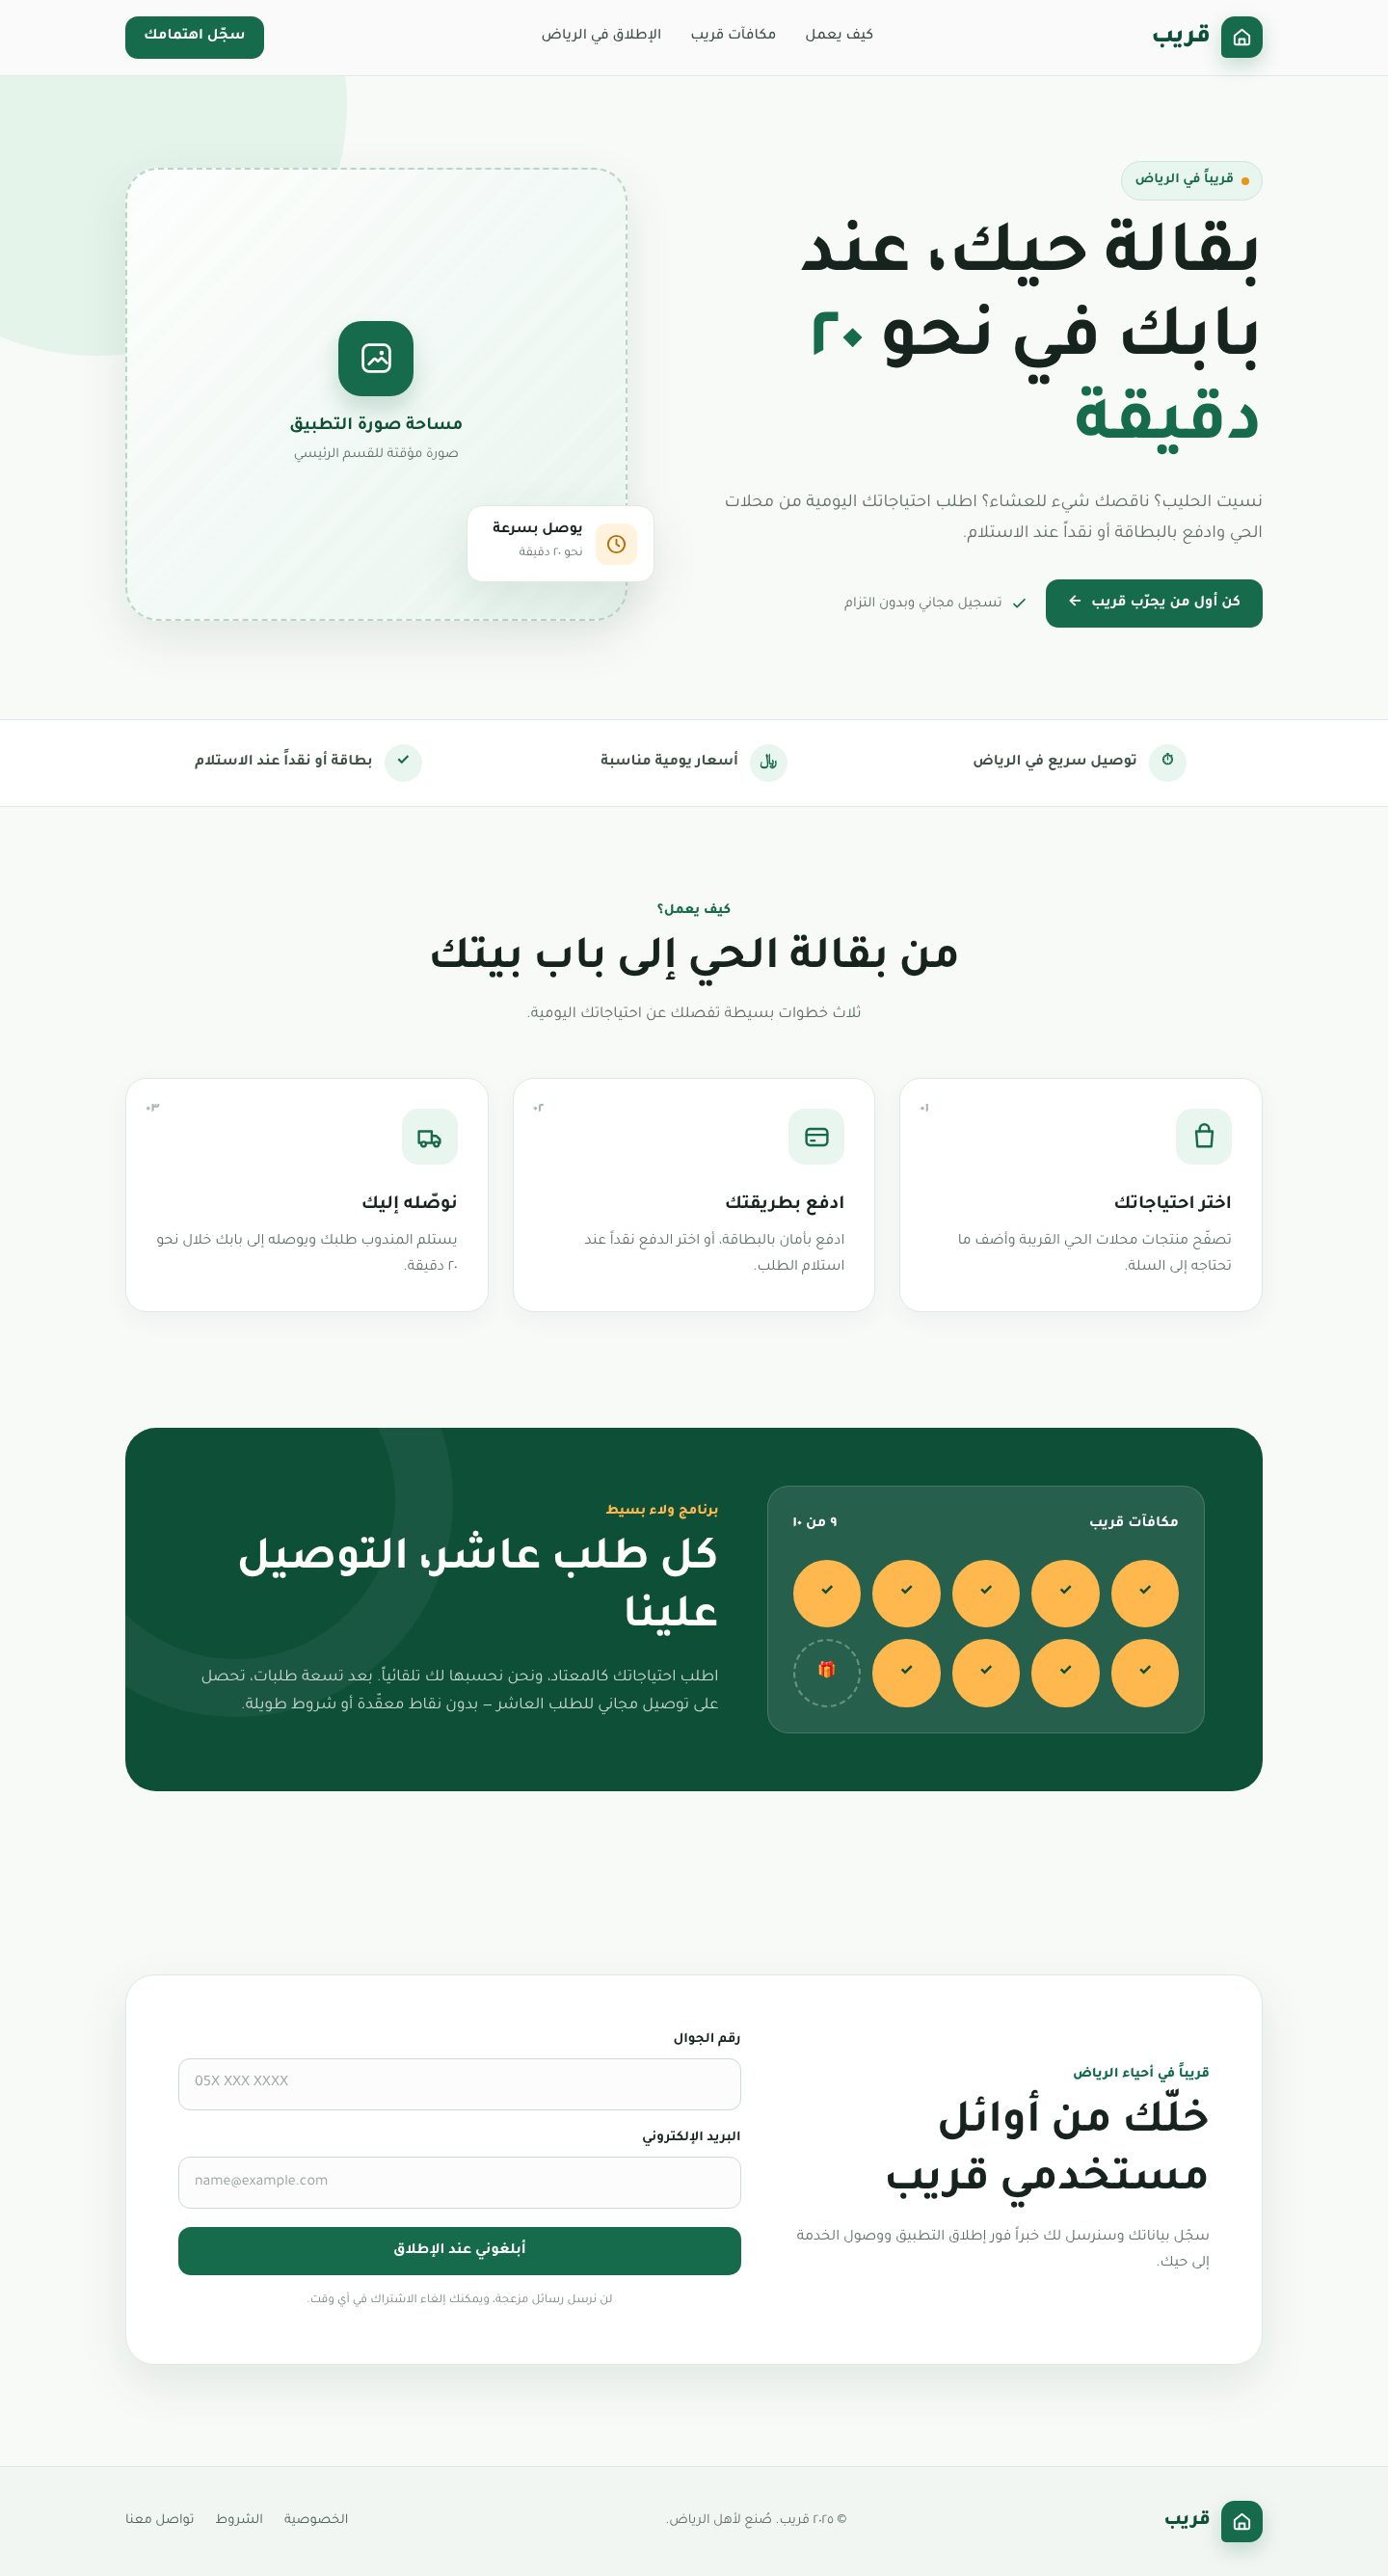 قريب
كيف يعمل
مكافآت قريب
الإطلاق في الرياض
سجّل اهتمامك
قريباً في الرياض
بقالة حيك، عند
بابك في نحو ٢٠
دقيقة
نسيت الحليب؟ ناقصك شيء للعشاء؟ اطلب احتياجاتك اليومية من محلات
الحي وادفع بالبطاقة أو نقداً عند الاستلام.
كن أول من يجرّب قريب ←
تسجيل مجاني وبدون التزام
مساحة صورة التطبيق
صورة مؤقتة للقسم الرئيسي
يوصل بسرعة
نحو ٢٠ دقيقة
توصيل سريع في الرياض
﷼ أسعار يومية مناسبة
✓ بطاقة أو نقداً عند الاستلام
كيف يعمل؟
من بقالة الحي إلى باب بيتك
ثلاث خطوات بسيطة تفصلك عن احتياجاتك اليومية.
٠١
اختر احتياجاتك
تصفّح منتجات محلات الحي القريبة وأضف ما
تحتاجه إلى السلة.
٠٢
ادفع بطريقتك
ادفع بأمان بالبطاقة، أو اختر الدفع نقداً عند
استلام الطلب.
٠٣
نوصّله إليك
يستلم المندوب طلبك ويوصله إلى بابك خلال نحو
٢٠ دقيقة.
مكافآت قريب
٩ من ١٠
✓ ✓ ✓ ✓ ✓
✓ ✓ ✓ ✓ 🎁
برنامج ولاء بسيط
كل طلب عاشر، التوصيل
علينا
اطلب احتياجاتك كالمعتاد، ونحن نحسبها لك تلقائياً. بعد تسعة طلبات، تحصل
على توصيل مجاني للطلب العاشر – بدون نقاط معقّدة أو شروط طويلة.
قريباً في أحياء الرياض
خلّك من أوائل
مستخدمي قريب
سجّل بياناتك وسنرسل لك خبراً فور إطلاق التطبيق ووصول الخدمة
إلى حيك.
رقم الجوال
05X XXX XXXX
البريد الإلكتروني
name@example.com
أبلغوني عند الإطلاق
لن نرسل رسائل مزعجة، ويمكنك إلغاء الاشتراك في أي وقت.
قريب
© ٢٠٢٥ قريب. صُنع لأهل الرياض.
الخصوصية
الشروط
تواصل معنا